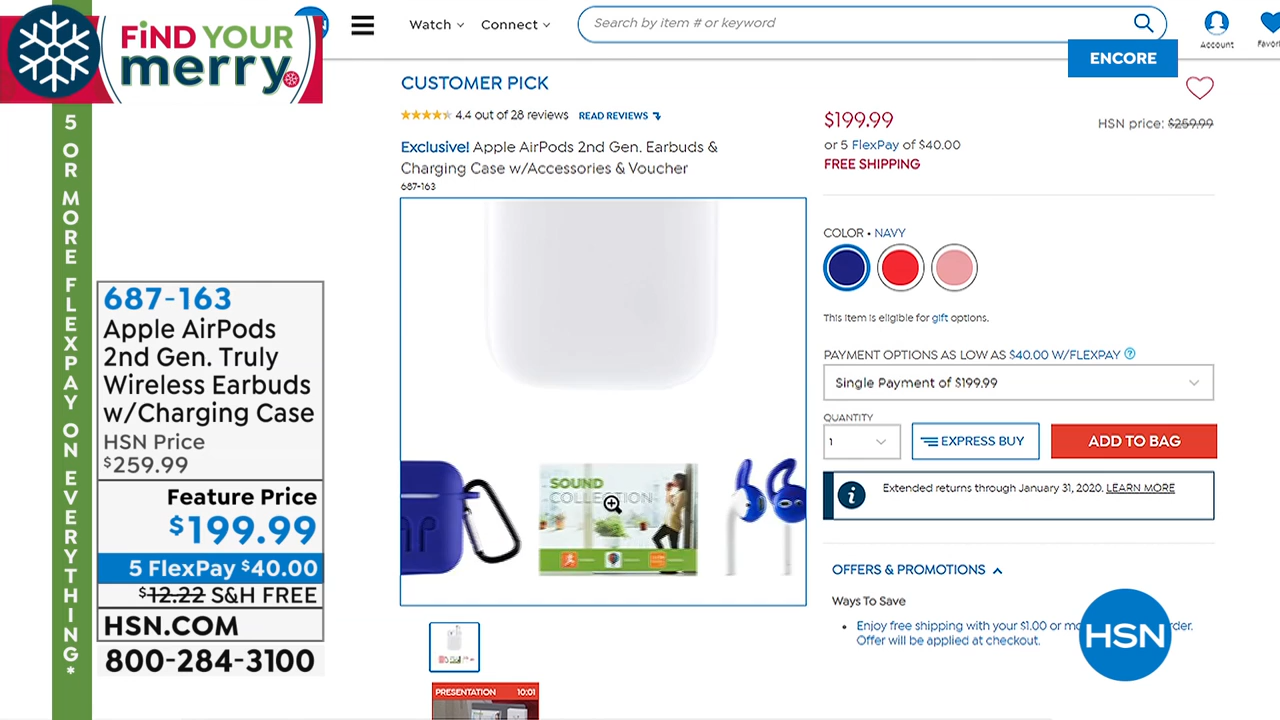 FiND YOUR
merry.
5 OR MORE FLEXPAY ON EVERYTHING*
687-163
Apple AirPods
2nd Gen. Truly
Wireless Earbuds
w/Charging Case
HSN Price
$259.99
Feature Price
$199.99
5 FlexPay $40.00
$12.22 S&H FREE
HSN.COM
800-284-3100
Watch
Connect
Search by item # or keyword
Account
ENCORE
CUSTOMER PICK
4.4 out of 28 reviews READ REVIEWS
Exclusive! Apple AirPods 2nd Gen. Earbuds &
Charging Case w/Accessories & Voucher
687-163
SOUND
COLLECTION
PRESENTATION 10:01
$199.99
HSN price: $259.99
or 5 FlexPay of $40.00
FREE SHIPPING
COLOR • NAVY
This item is eligible for gift options.
PAYMENT OPTIONS AS LOW AS $40.00 W/FLEXPAY
Single Payment of $199.99
QUANTITY
1
EXPRESS BUY
ADD TO BAG
Extended returns through January 31, 2020. LEARN MORE
OFFERS & PROMOTIONS
Ways To Save
• Enjoy free shipping with your $1.00 or
Offer will be applied at checkout.
HSN